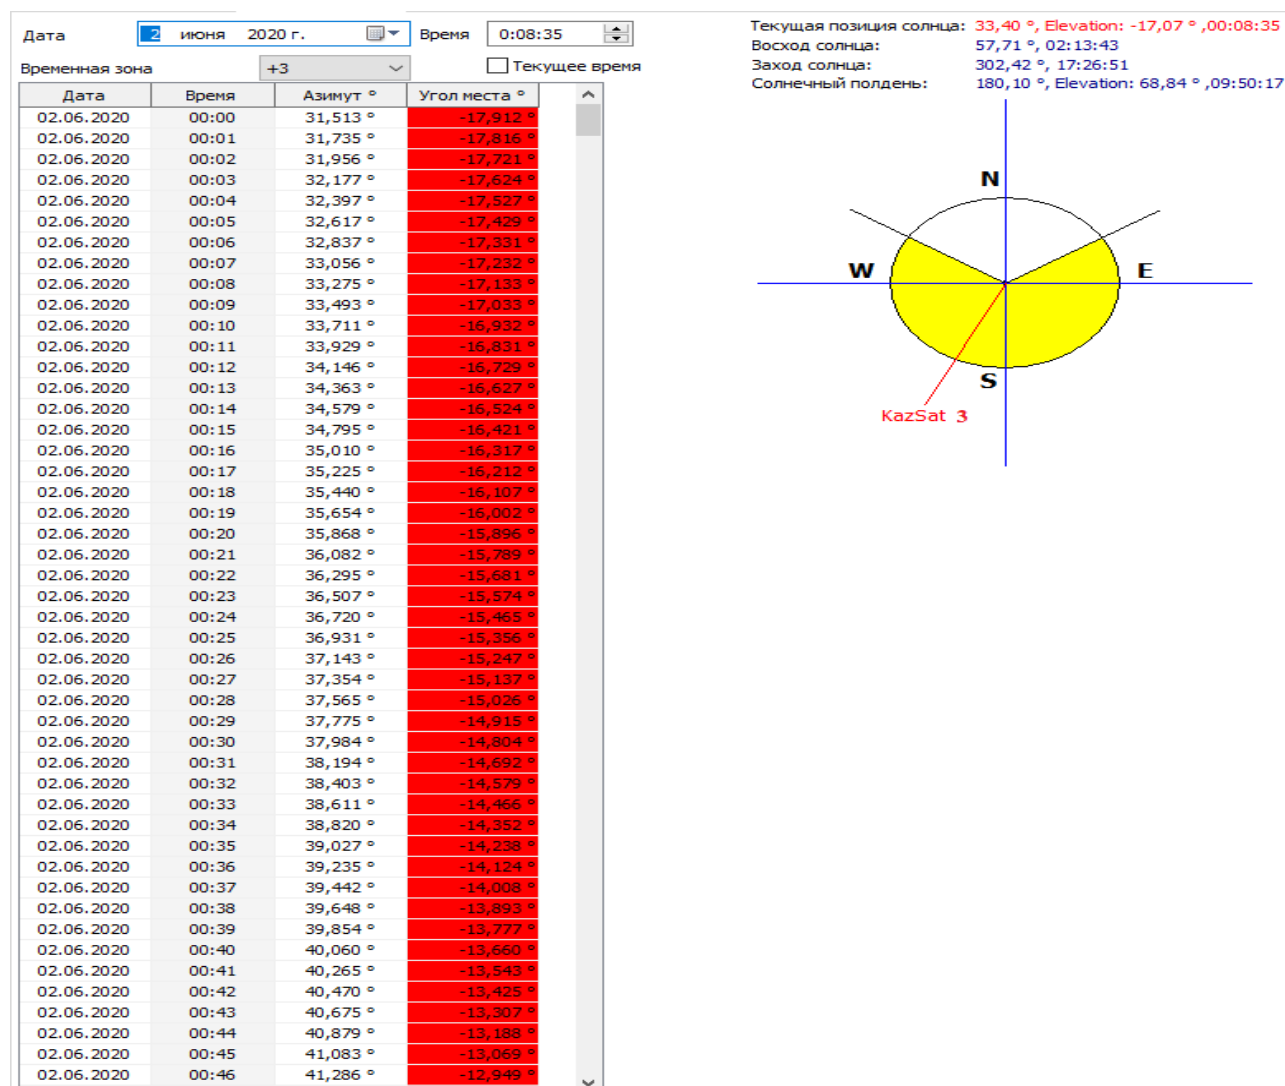 Дата 2 июня 2020 г. Время 0:08:35
Временная зона +3 Текущее время
Дата Время Азимут ° Угол места °
02.06.2020 00:00 31,513 ° -17,912 °
02.06.2020 00:01 31,735 ° -17,816 °
02.06.2020 00:02 31,956 ° -17,721 °
02.06.2020 00:03 32,177 ° -17,624 °
02.06.2020 00:04 32,397 ° -17,527 °
02.06.2020 00:05 32,617 ° -17,429 °
02.06.2020 00:06 32,837 ° -17,331 °
02.06.2020 00:07 33,056 ° -17,232 °
02.06.2020 00:08 33,275 ° -17,133 °
02.06.2020 00:09 33,493 ° -17,033 °
02.06.2020 00:10 33,711 ° -16,932 °
02.06.2020 00:11 33,929 ° -16,831 °
02.06.2020 00:12 34,146 ° -16,729 °
02.06.2020 00:13 34,363 ° -16,627 °
02.06.2020 00:14 34,579 ° -16,524 °
02.06.2020 00:15 34,795 ° -16,421 °
02.06.2020 00:16 35,010 ° -16,317 °
02.06.2020 00:17 35,225 ° -16,212 °
02.06.2020 00:18 35,440 ° -16,107 °
02.06.2020 00:19 35,654 ° -16,002 °
02.06.2020 00:20 35,868 ° -15,896 °
02.06.2020 00:21 36,082 ° -15,789 °
02.06.2020 00:22 36,295 ° -15,681 °
02.06.2020 00:23 36,507 ° -15,574 °
02.06.2020 00:24 36,720 ° -15,465 °
02.06.2020 00:25 36,931 ° -15,356 °
02.06.2020 00:26 37,143 ° -15,247 °
02.06.2020 00:27 37,354 ° -15,137 °
02.06.2020 00:28 37,565 ° -15,026 °
02.06.2020 00:29 37,775 ° -14,915 °
02.06.2020 00:30 37,984 ° -14,804 °
02.06.2020 00:31 38,194 ° -14,692 °
02.06.2020 00:32 38,403 ° -14,579 °
02.06.2020 00:33 38,611 ° -14,466 °
02.06.2020 00:34 38,820 ° -14,352 °
02.06.2020 00:35 39,027 ° -14,238 °
02.06.2020 00:36 39,235 ° -14,124 °
02.06.2020 00:37 39,442 ° -14,008 °
02.06.2020 00:38 39,648 ° -13,893 °
02.06.2020 00:39 39,854 ° -13,777 °
02.06.2020 00:40 40,060 ° -13,660 °
02.06.2020 00:41 40,265 ° -13,543 °
02.06.2020 00:42 40,470 ° -13,425 °
02.06.2020 00:43 40,675 ° -13,307 °
02.06.2020 00:44 40,879 ° -13,188 °
02.06.2020 00:45 41,083 ° -13,069 °
02.06.2020 00:46 41,286 ° -12,949 °
Текущая позиция солнца: 33,40 °, Elevation: -17,07 ° ,00:08:35
Восход солнца: 57,71 °, 02:13:43
Заход солнца: 302,42 °, 17:26:51
Солнечный полдень: 180,10 °, Elevation: 68,84 ° ,09:50:17
N
W E
S
KazSat 3